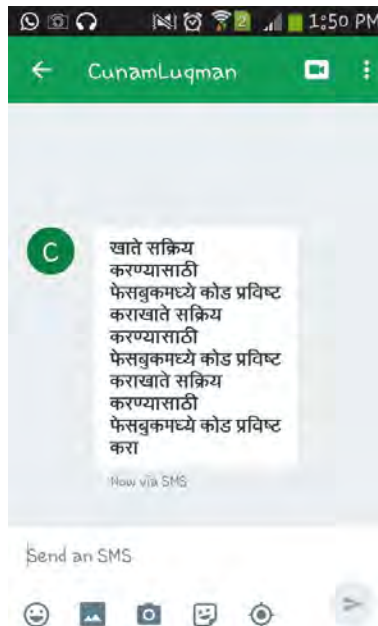 2
1:50 PM
CunamLuqman
C
खाते सक्रिय
करण्यासाठी
फेसबुकमध्ये कोड प्रविष्ट
कराखाते सक्रिय
करण्यासाठी
फेसबुकमध्ये कोड प्रविष्ट
कराखाते सक्रिय
करण्यासाठी
फेसबुकमध्ये कोड प्रविष्ट
करा
Now via SMS
Send an SMS